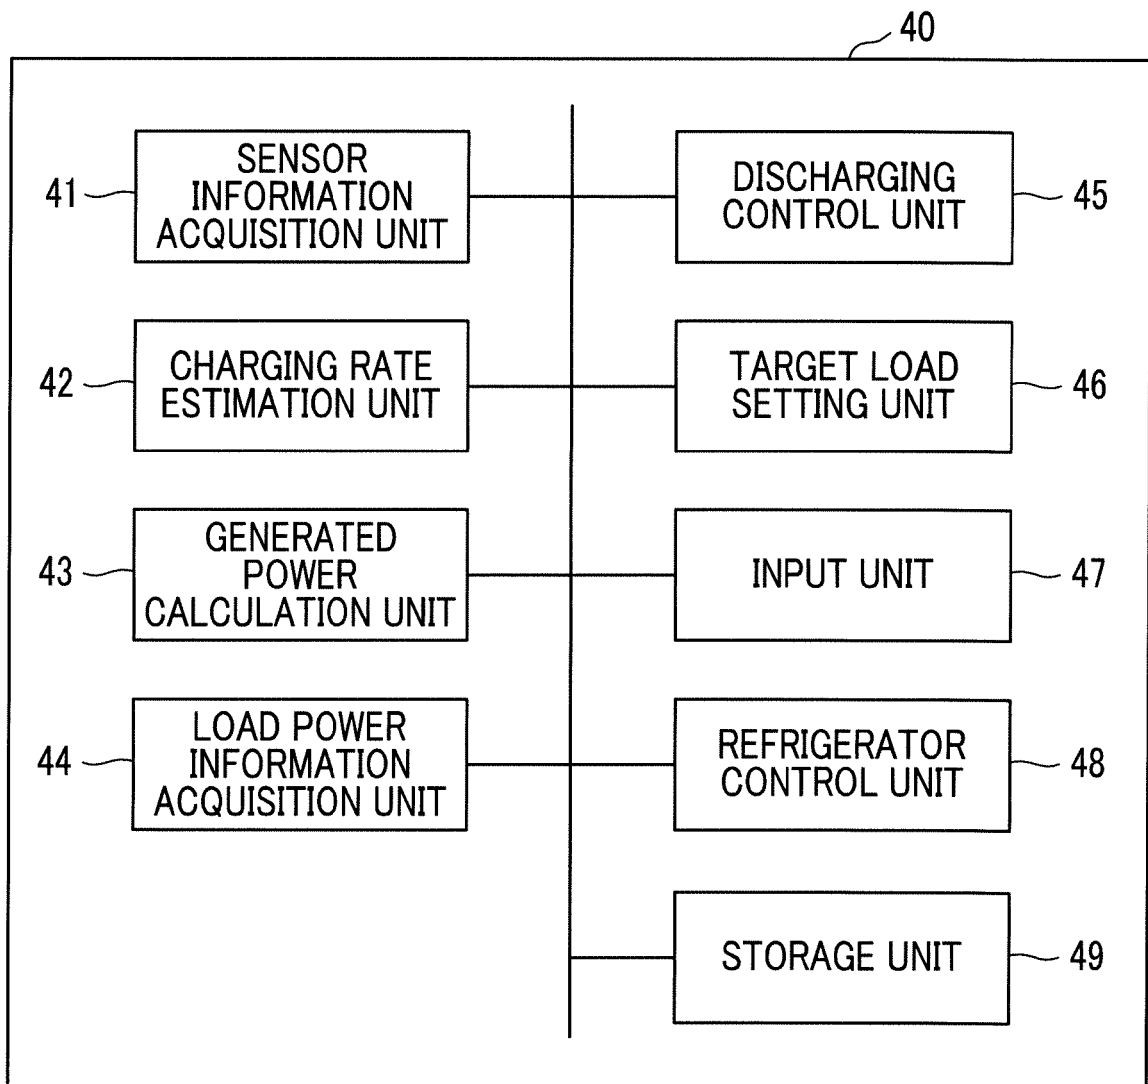 40
41
SENSOR
INFORMATION
ACQUISITION UNIT
42
CHARGING RATE
ESTIMATION UNIT
43
GENERATED
POWER
CALCULATION UNIT
44
LOAD POWER
INFORMATION
ACQUISITION UNIT
DISCHARGING
CONTROL UNIT
45
TARGET LOAD
SETTING UNIT
46
INPUT UNIT
47
REFRIGERATOR
CONTROL UNIT
48
STORAGE UNIT
49